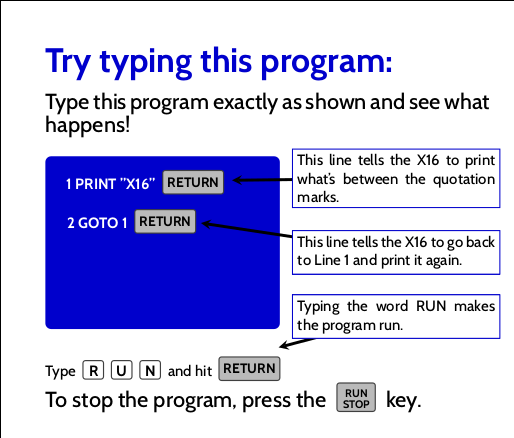 Try typing this program:
Type this program exactly as shown and see what
happens!
1 PRINT "X16" RETURN
2 GOTO 1 RETURN
This line tells the X16 to print
what's between the quotation
marks.
This line tells the X16 to go back
to Line 1 and print it again.
Typing the word RUN makes
the program run.
Type R U N and hit RETURN
To stop the program, press the RUN STOP key.